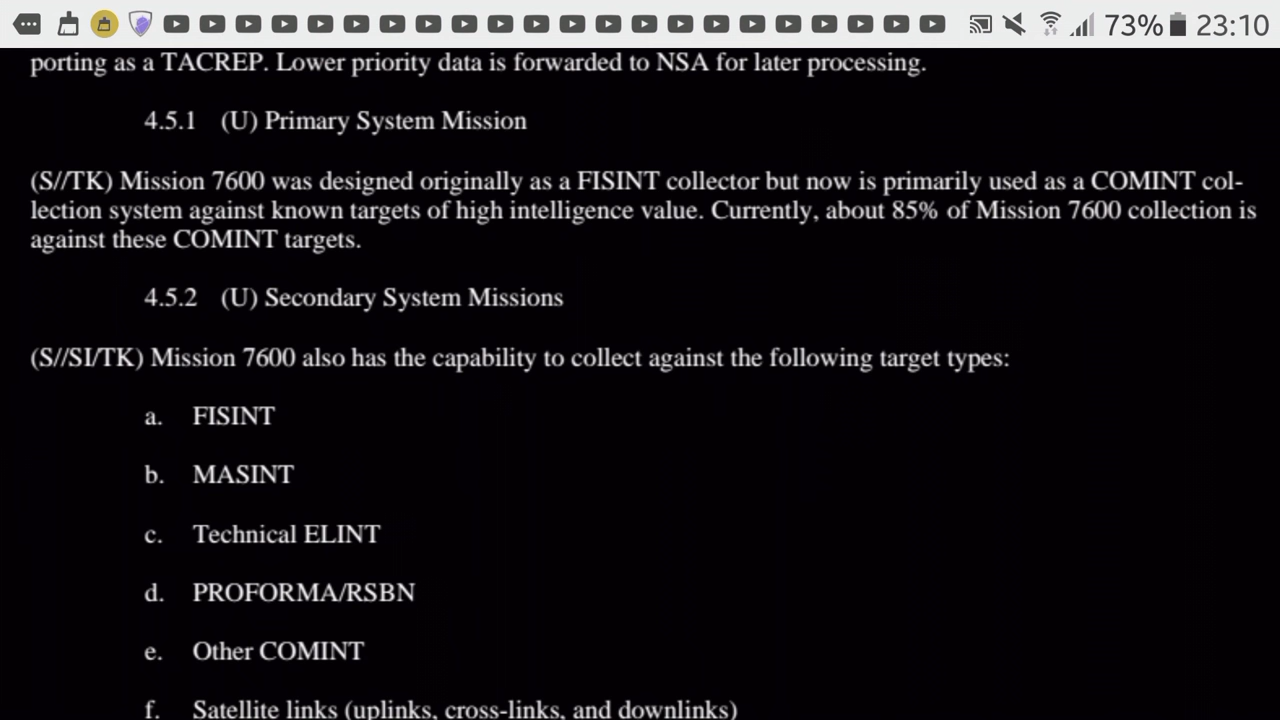 73% 23:10
porting as a TACREP. Lower priority data is forwarded to NSA for later processing.
4.5.1 (U) Primary System Mission
(S//TK) Mission 7600 was designed originally as a FISINT collector but now is primarily used as a COMINT col-
lection system against known targets of high intelligence value. Currently, about 85% of Mission 7600 collection is
against these COMINT targets.
4.5.2 (U) Secondary System Missions
(S//SI/TK) Mission 7600 also has the capability to collect against the following target types:
a. FISINT
b. MASINT
c. Technical ELINT
d. PROFORMA/RSBN
e. Other COMINT
f. Satellite links (uplinks, cross-links, and downlinks)